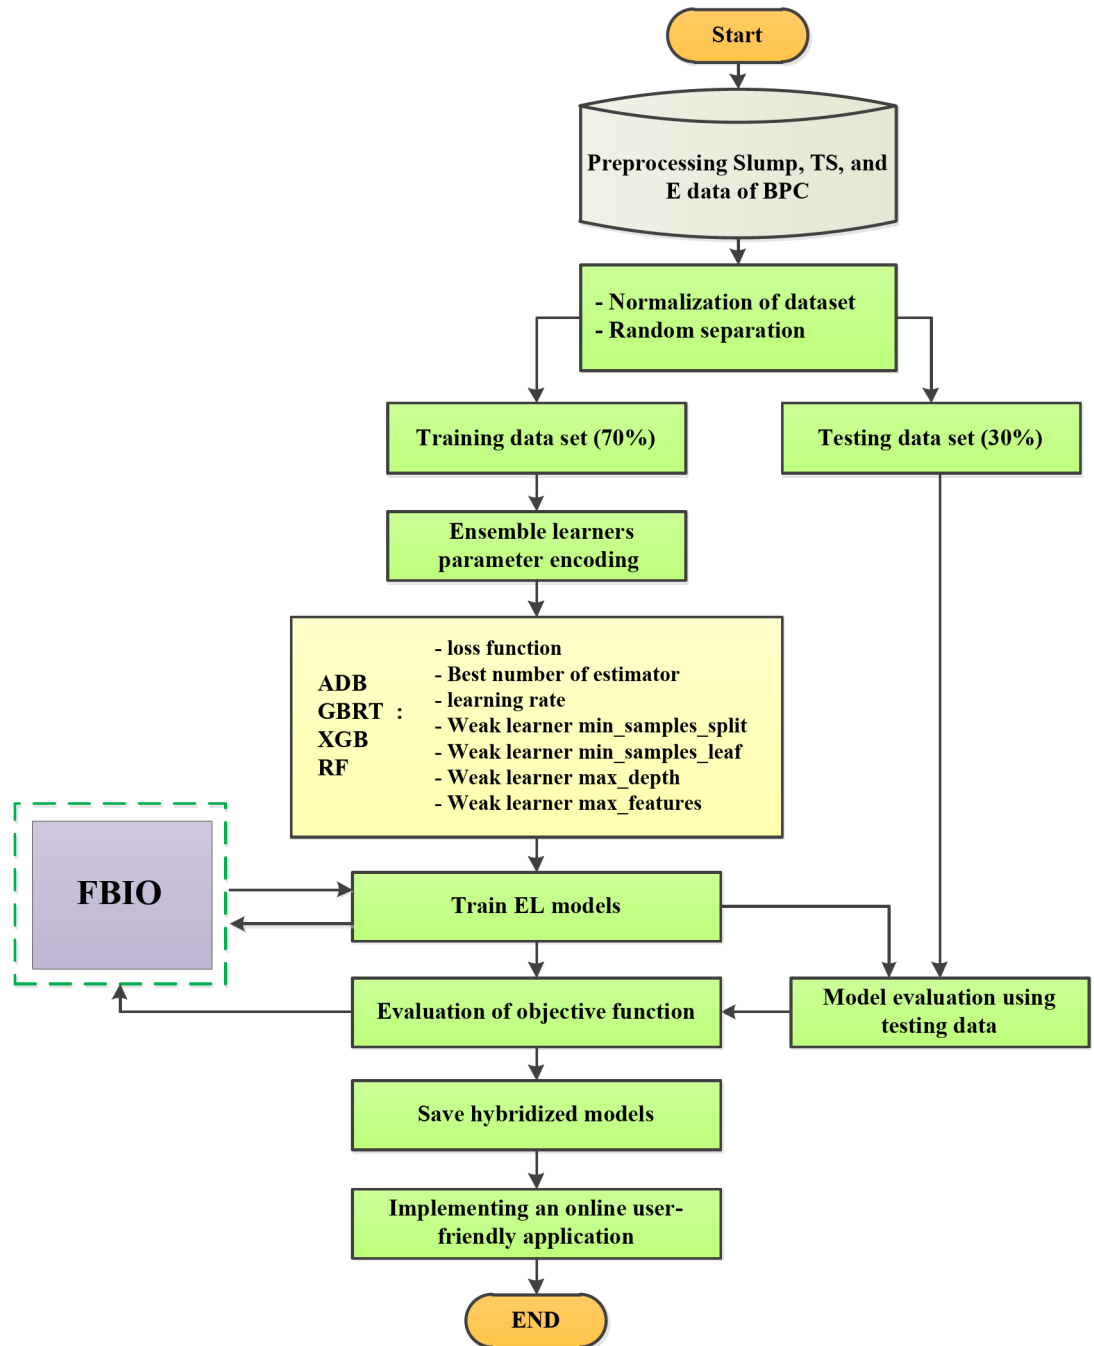 Start
Preprocessing Slump, TS, and
E data of BPC
- Normalization of dataset
- Random separation
Training data set (70%)
Testing data set (30%)
Ensemble learners
parameter encoding
ADB
GBRT :
XGB
RF
- loss function
- Best number of estimator
- learning rate
- Weak learner min_samples_split
- Weak learner min_samples_leaf
- Weak learner max_depth
- Weak learner max_features
FBIO
Train EL models
Evaluation of objective function
Model evaluation using
testing data
Save hybridized models
Implementing an online user-
friendly application
END